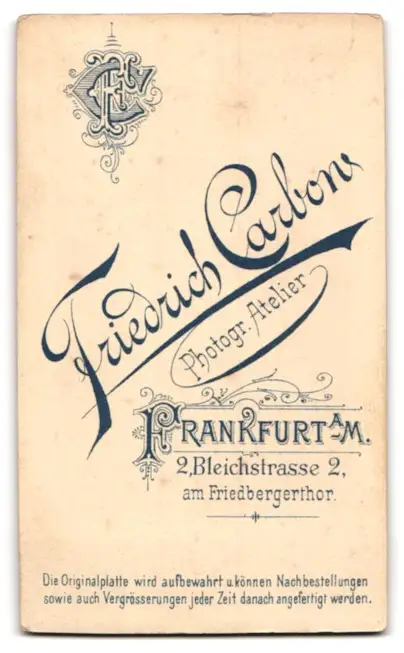 FC
Friedrich Carbon
Photogr. Atelier
FRANKFURT A/M.
2, Bleichstrasse 2,
am Friedbergerthor.
Die Originalplatte wird aufbewahrt u. können Nachbestellungen
sowie auch Vergrösserungen jeder Zeit danach angefertigt werden.